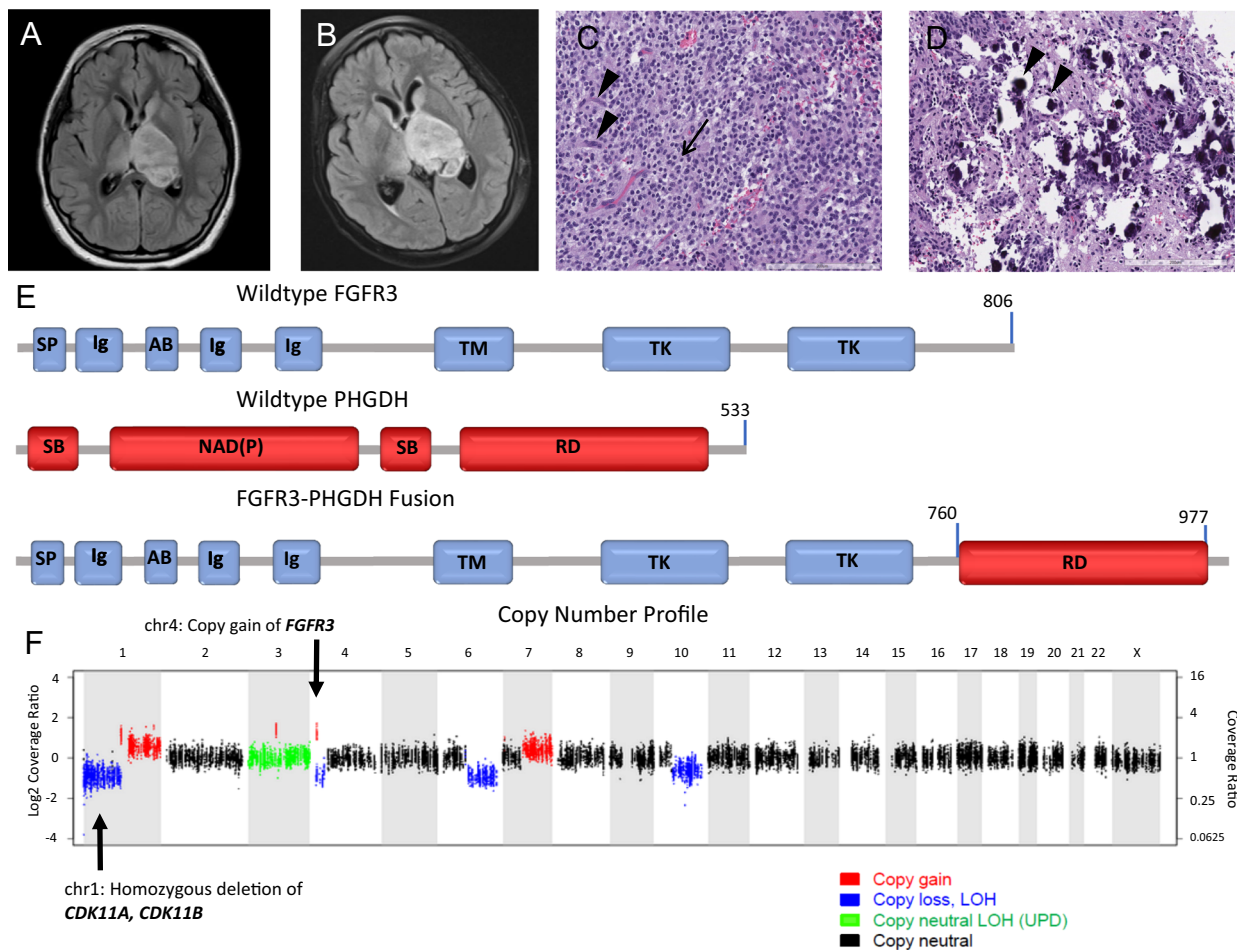 A
B
C
D
E
Wildtype FGFR3
806
SP Ig AB Ig Ig TM TK TK
Wildtype PHGDH
533
SB NAD(P) SB RD
FGFR3-PHGDH Fusion
760
977
SP Ig AB Ig Ig TM TK TK RD
Copy Number Profile
F
chr4: Copy gain of FGFR3
1 2 3 4 5 6 7 8 9 10 11 12 13 14 15 16 17 18 19 20 21 22 X
4
2
0
-2
-4
Log2 Coverage Ratio
16
4
1
0.25
0.0625
Coverage Ratio
chr1: Homozygous deletion of
CDK11A, CDK11B
Copy gain
Copy loss, LOH
Copy neutral LOH (UPD)
Copy neutral